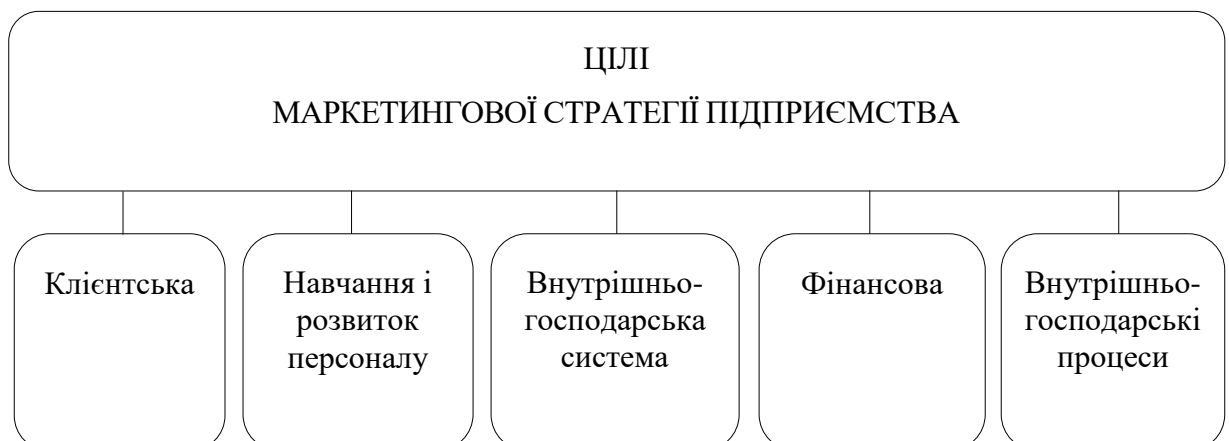 ЦІЛІ
МАРКЕТИНГОВОЇ СТРАТЕГІЇ ПІДПРИЄМСТВА
Клієнтська
Навчання і
розвиток
персоналу
Внутрішньо-
господарська
система
Фінансова
Внутрішньо-
господарські
процеси